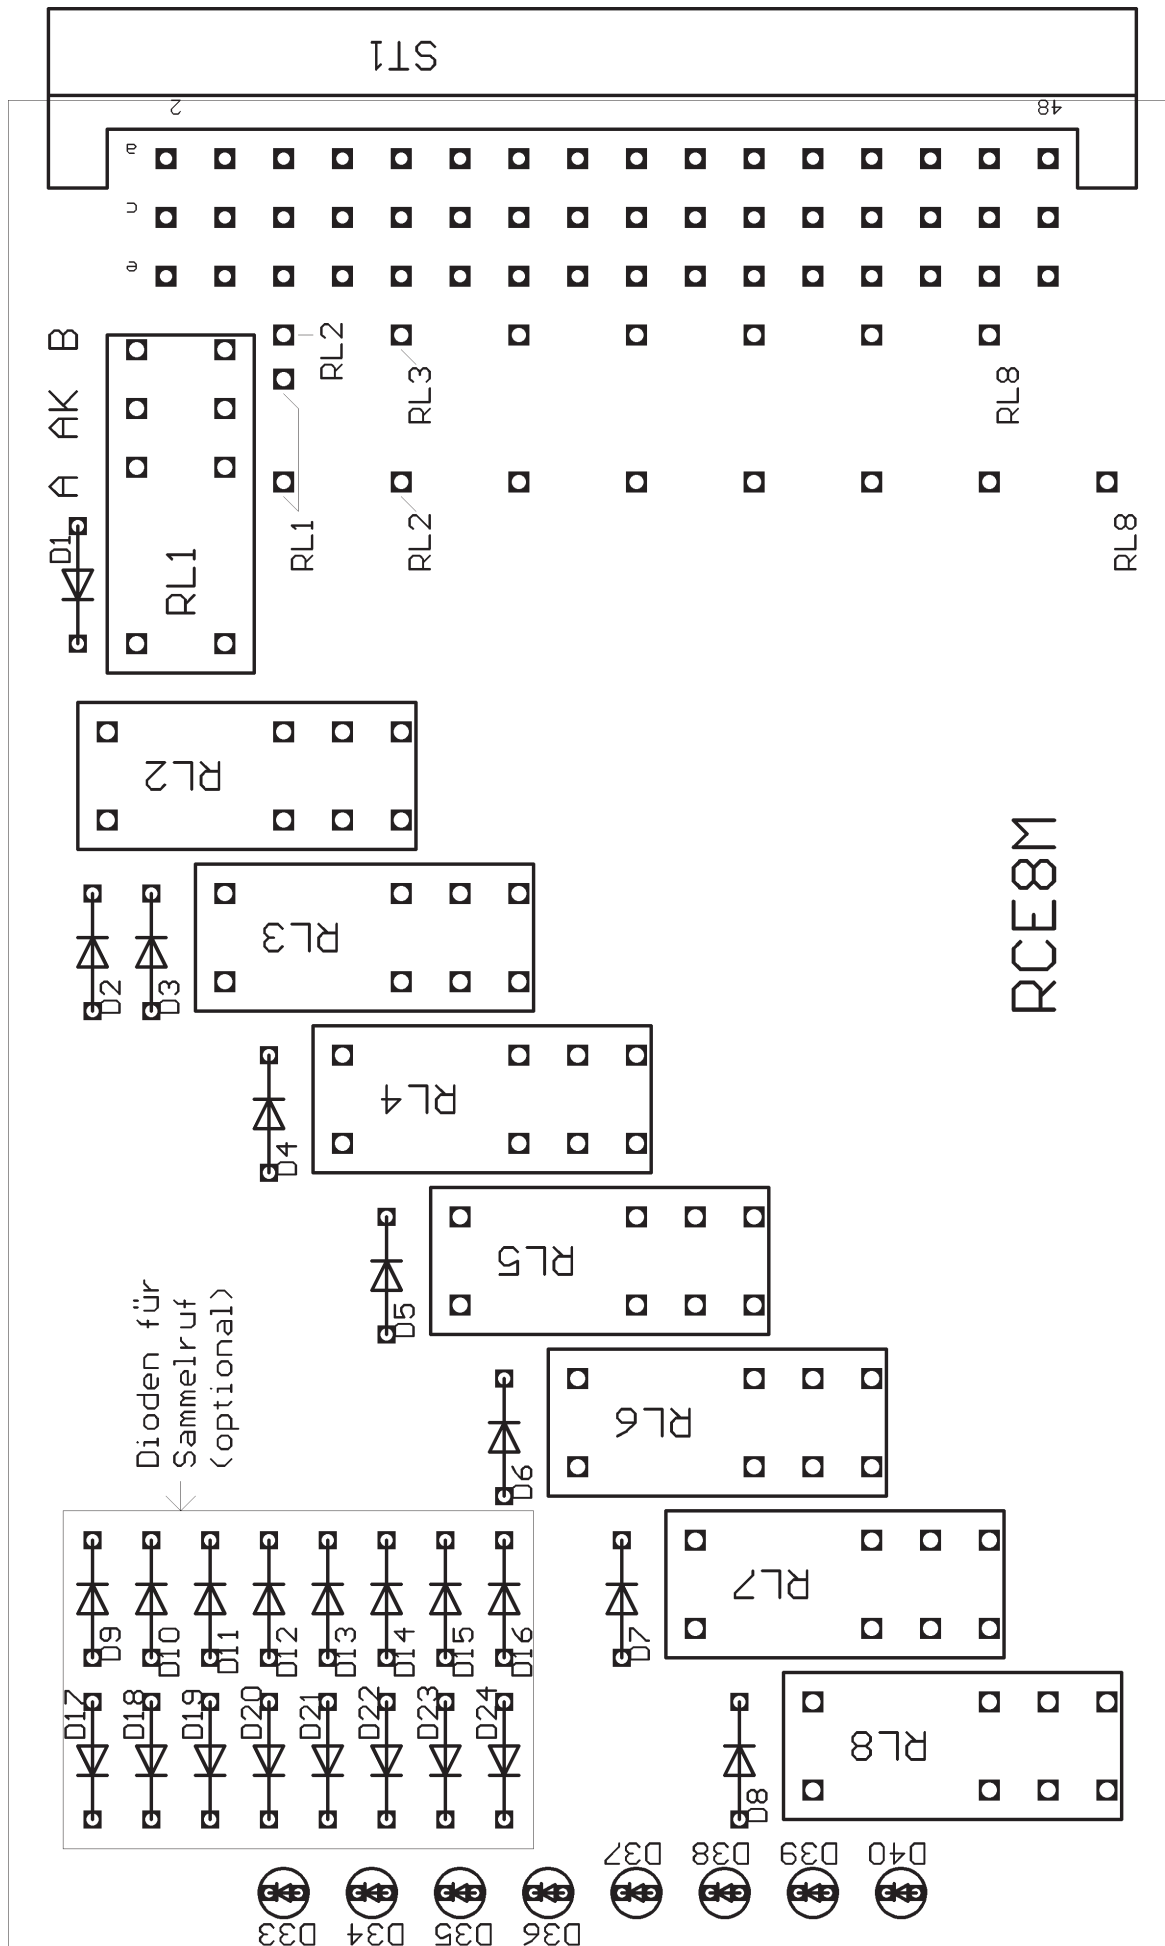 ST1
2
48
a
c
e
B
AK
A
RL2
RL3
RL8
RL1
RL2
RL8
D1
RL1
RL2
RL3
D2
D3
RCE8M
RL4
D4
RL5
D5
Dioden für
Sammelruf
(optional)
RL6
D6
RL7
D7
D9
D10
D11
D12
D13
D14
D15
D16
D17
D18
D19
D20
D21
D22
D23
D24
RL8
D8
D37
D38
D39
D40
D33
D34
D35
D36